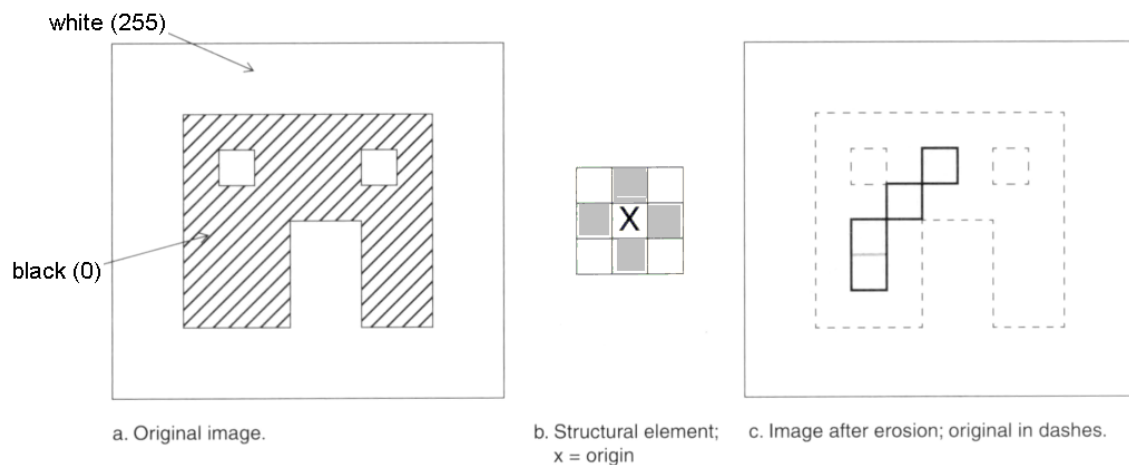 white (255)
black (0)
X
a. Original image.
b. Structural element;
x = origin
c. Image after erosion; original in dashes.